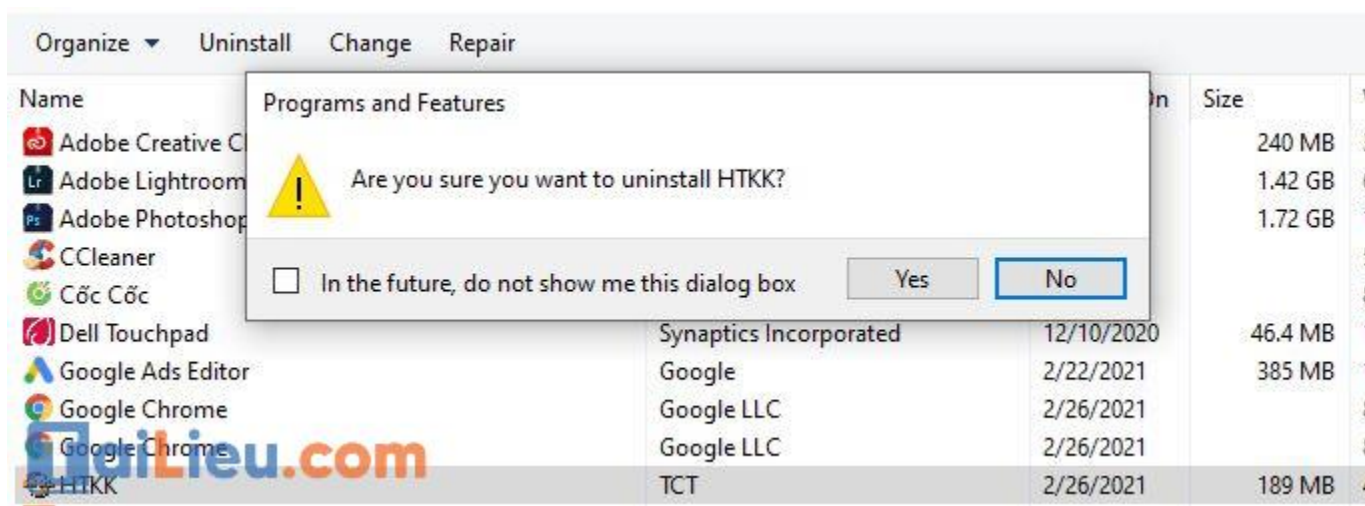 Organize Uninstall Change Repair
Name Programs and Features On Size
Adobe Creative Cl 240 MB
Adobe Lightroom Are you sure you want to uninstall HTKK? 1.42 GB
Adobe Photoshop 1.72 GB
CCleaner
Cốc Cốc In the future, do not show me this dialog box Yes No
Dell Touchpad Synaptics Incorporated 12/10/2020 46.4 MB
Google Ads Editor Google 2/22/2021 385 MB
Google Chrome Google LLC 2/26/2021
Google Chrome Google LLC 2/26/2021
TaiLieu.com
HTKK TCT 2/26/2021 189 MB